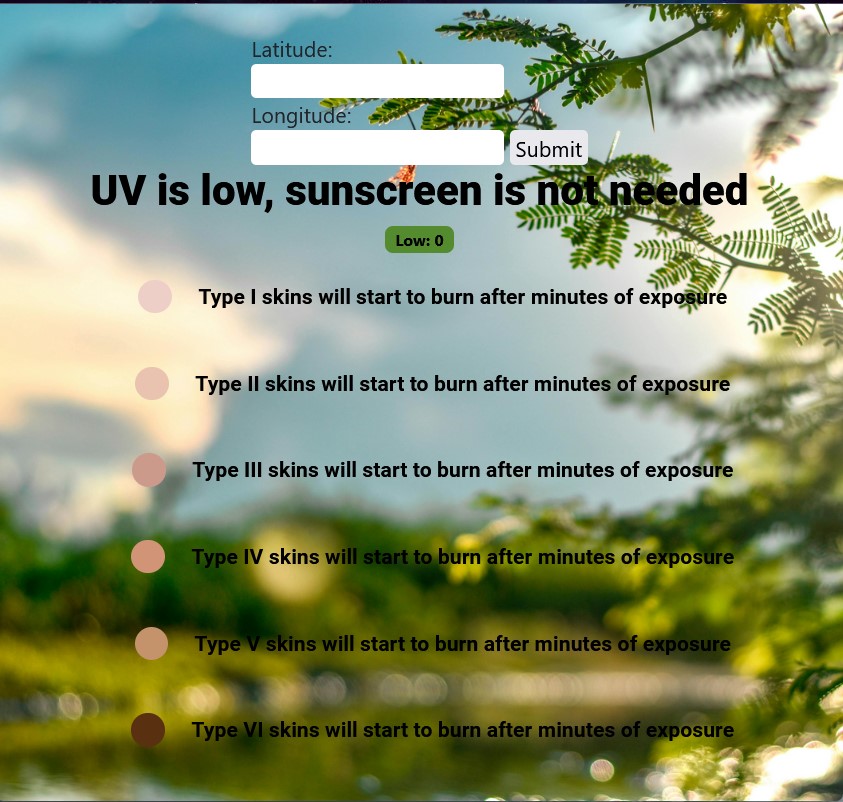 Latitude:
Longitude:
Submit
UV is low, sunscreen is not needed
Low: 0
Type I skins will start to burn after minutes of exposure
Type II skins will start to burn after minutes of exposure
Type III skins will start to burn after minutes of exposure
Type IV skins will start to burn after minutes of exposure
Type V skins will start to burn after minutes of exposure
Type VI skins will start to burn after minutes of exposure